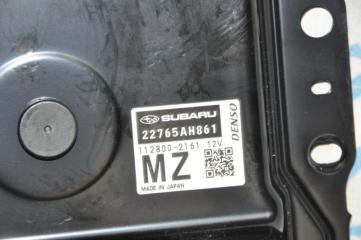 SUBARU
22765AH861
112800-2161 12V
MZ
MADE IN JAPAN
DENSO